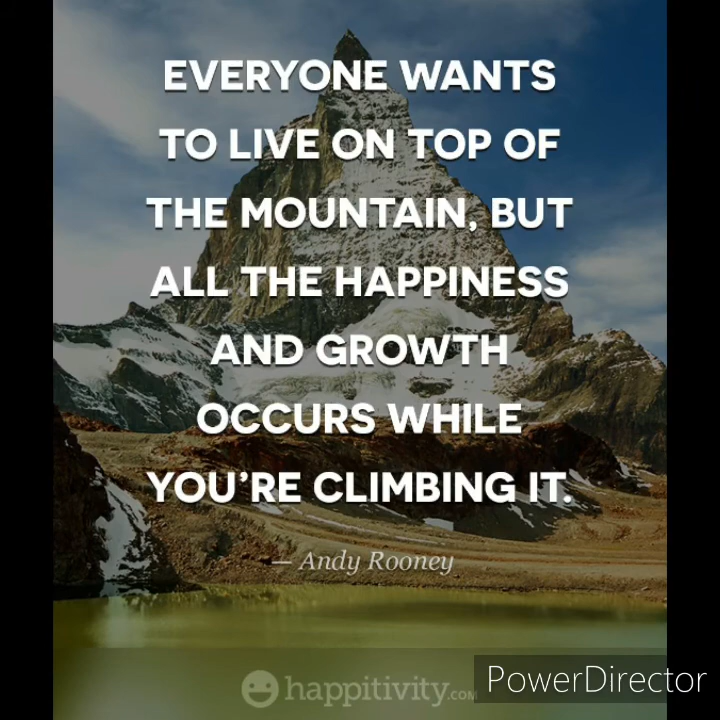 EVERYONE WANTS
TO LIVE ON TOP OF
THE MOUNTAIN, BUT
ALL THE HAPPINESS
AND GROWTH
OCCURS WHILE
YOU'RE CLIMBING IT.
— Andy Rooney
happitivity.com
PowerDirector